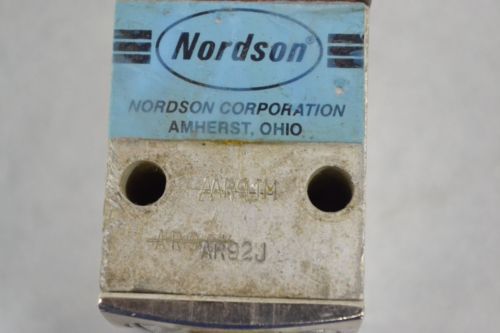 Nordson®
NORDSON CORPORATION
AMHERST, OHIO
AR92J